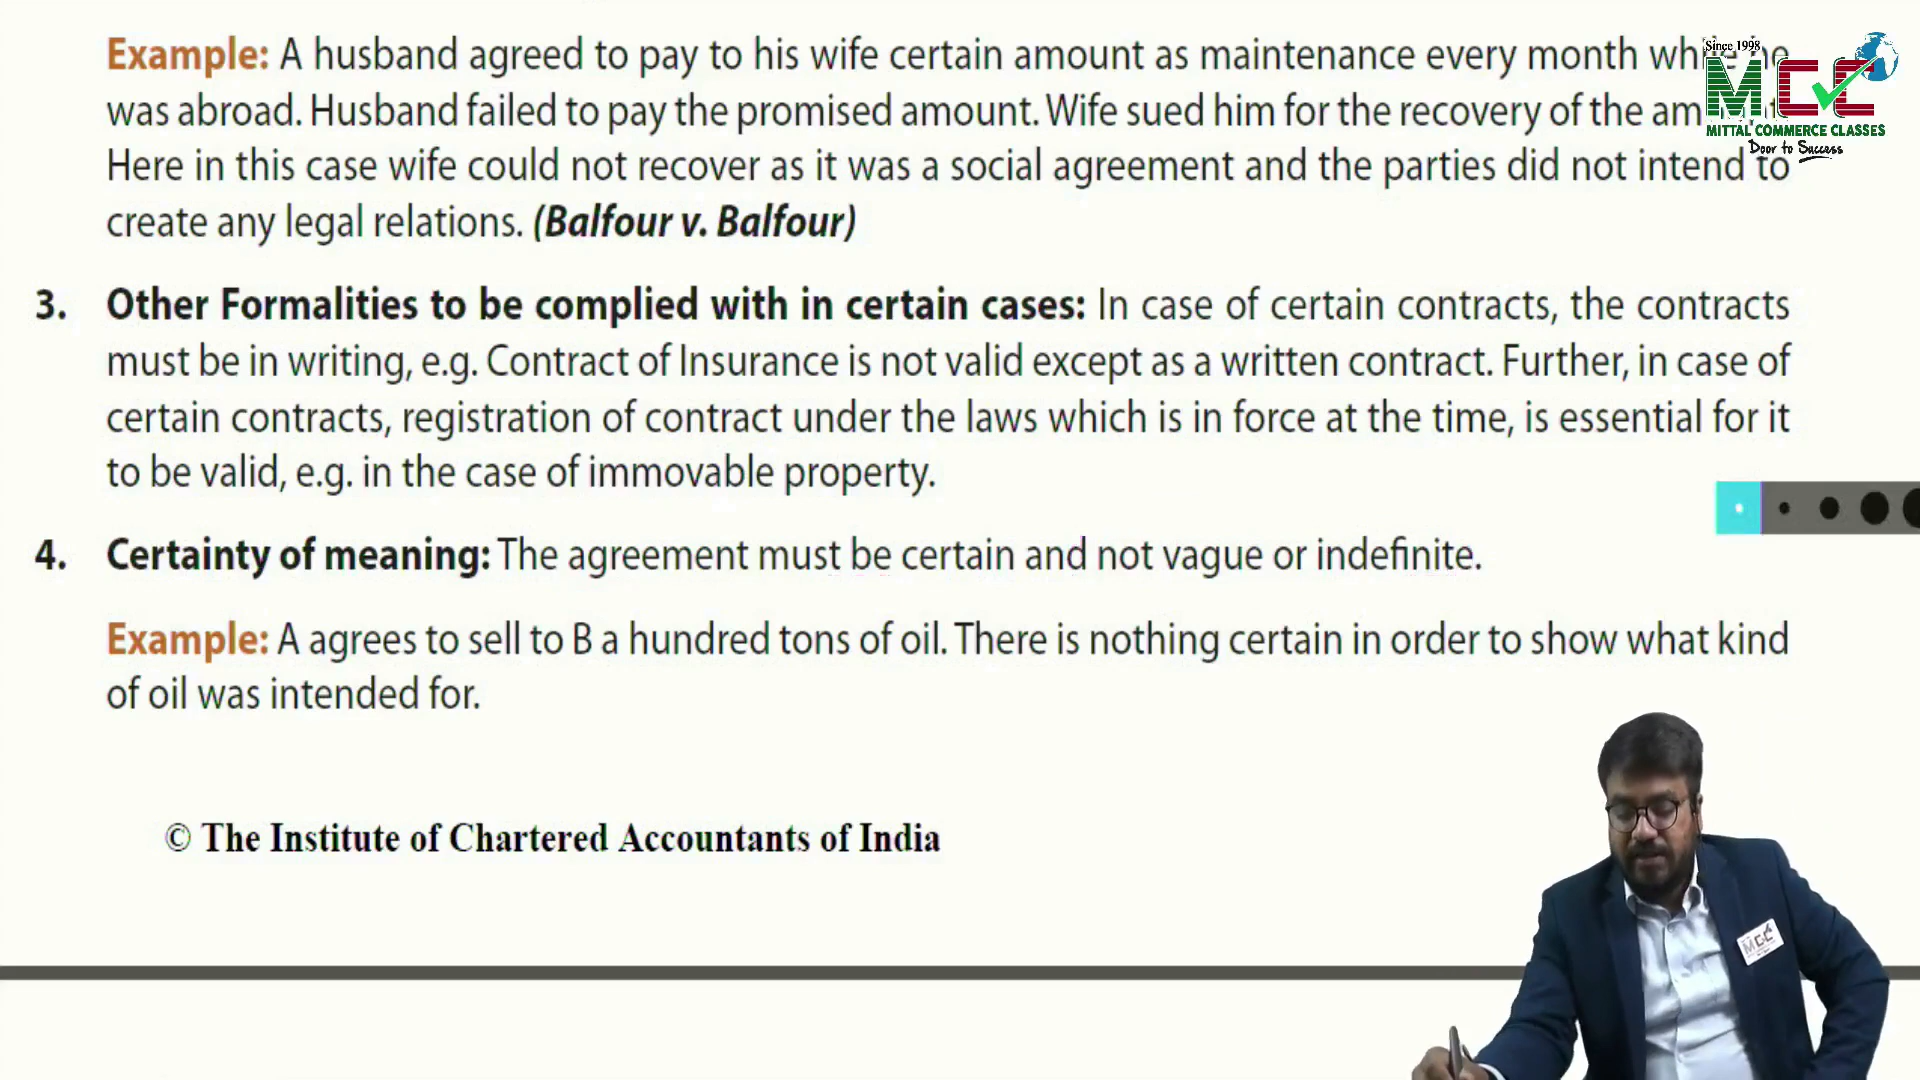 Example: A husband agreed to pay to his wife certain amount as maintenance every month while he
was abroad. Husband failed to pay the promised amount. Wife sued him for the recovery of the
Here in this case wife could not recover as it was a social agreement and the parties did not intend to
create any legal relations. (Balfour v. Balfour)
3. Other Formalities to be complied with in certain cases: In case of certain contracts, the contracts
must be in writing, e.g. Contract of Insurance is not valid except as a written contract. Further, in case of
certain contracts, registration of contract under the laws which is in force at the time, is essential for it
to be valid, e.g. in the case of immovable property.
4. Certainty of meaning: The agreement must be certain and not vague or indefinite.
Example: A agrees to sell to B a hundred tons of oil. There is nothing certain in order to show what kind
of oil was intended for.
© The Institute of Chartered Accountants of India
Since 1998
MCC
MITTAL COMMERCE CLASSES
Door to Success
MCC